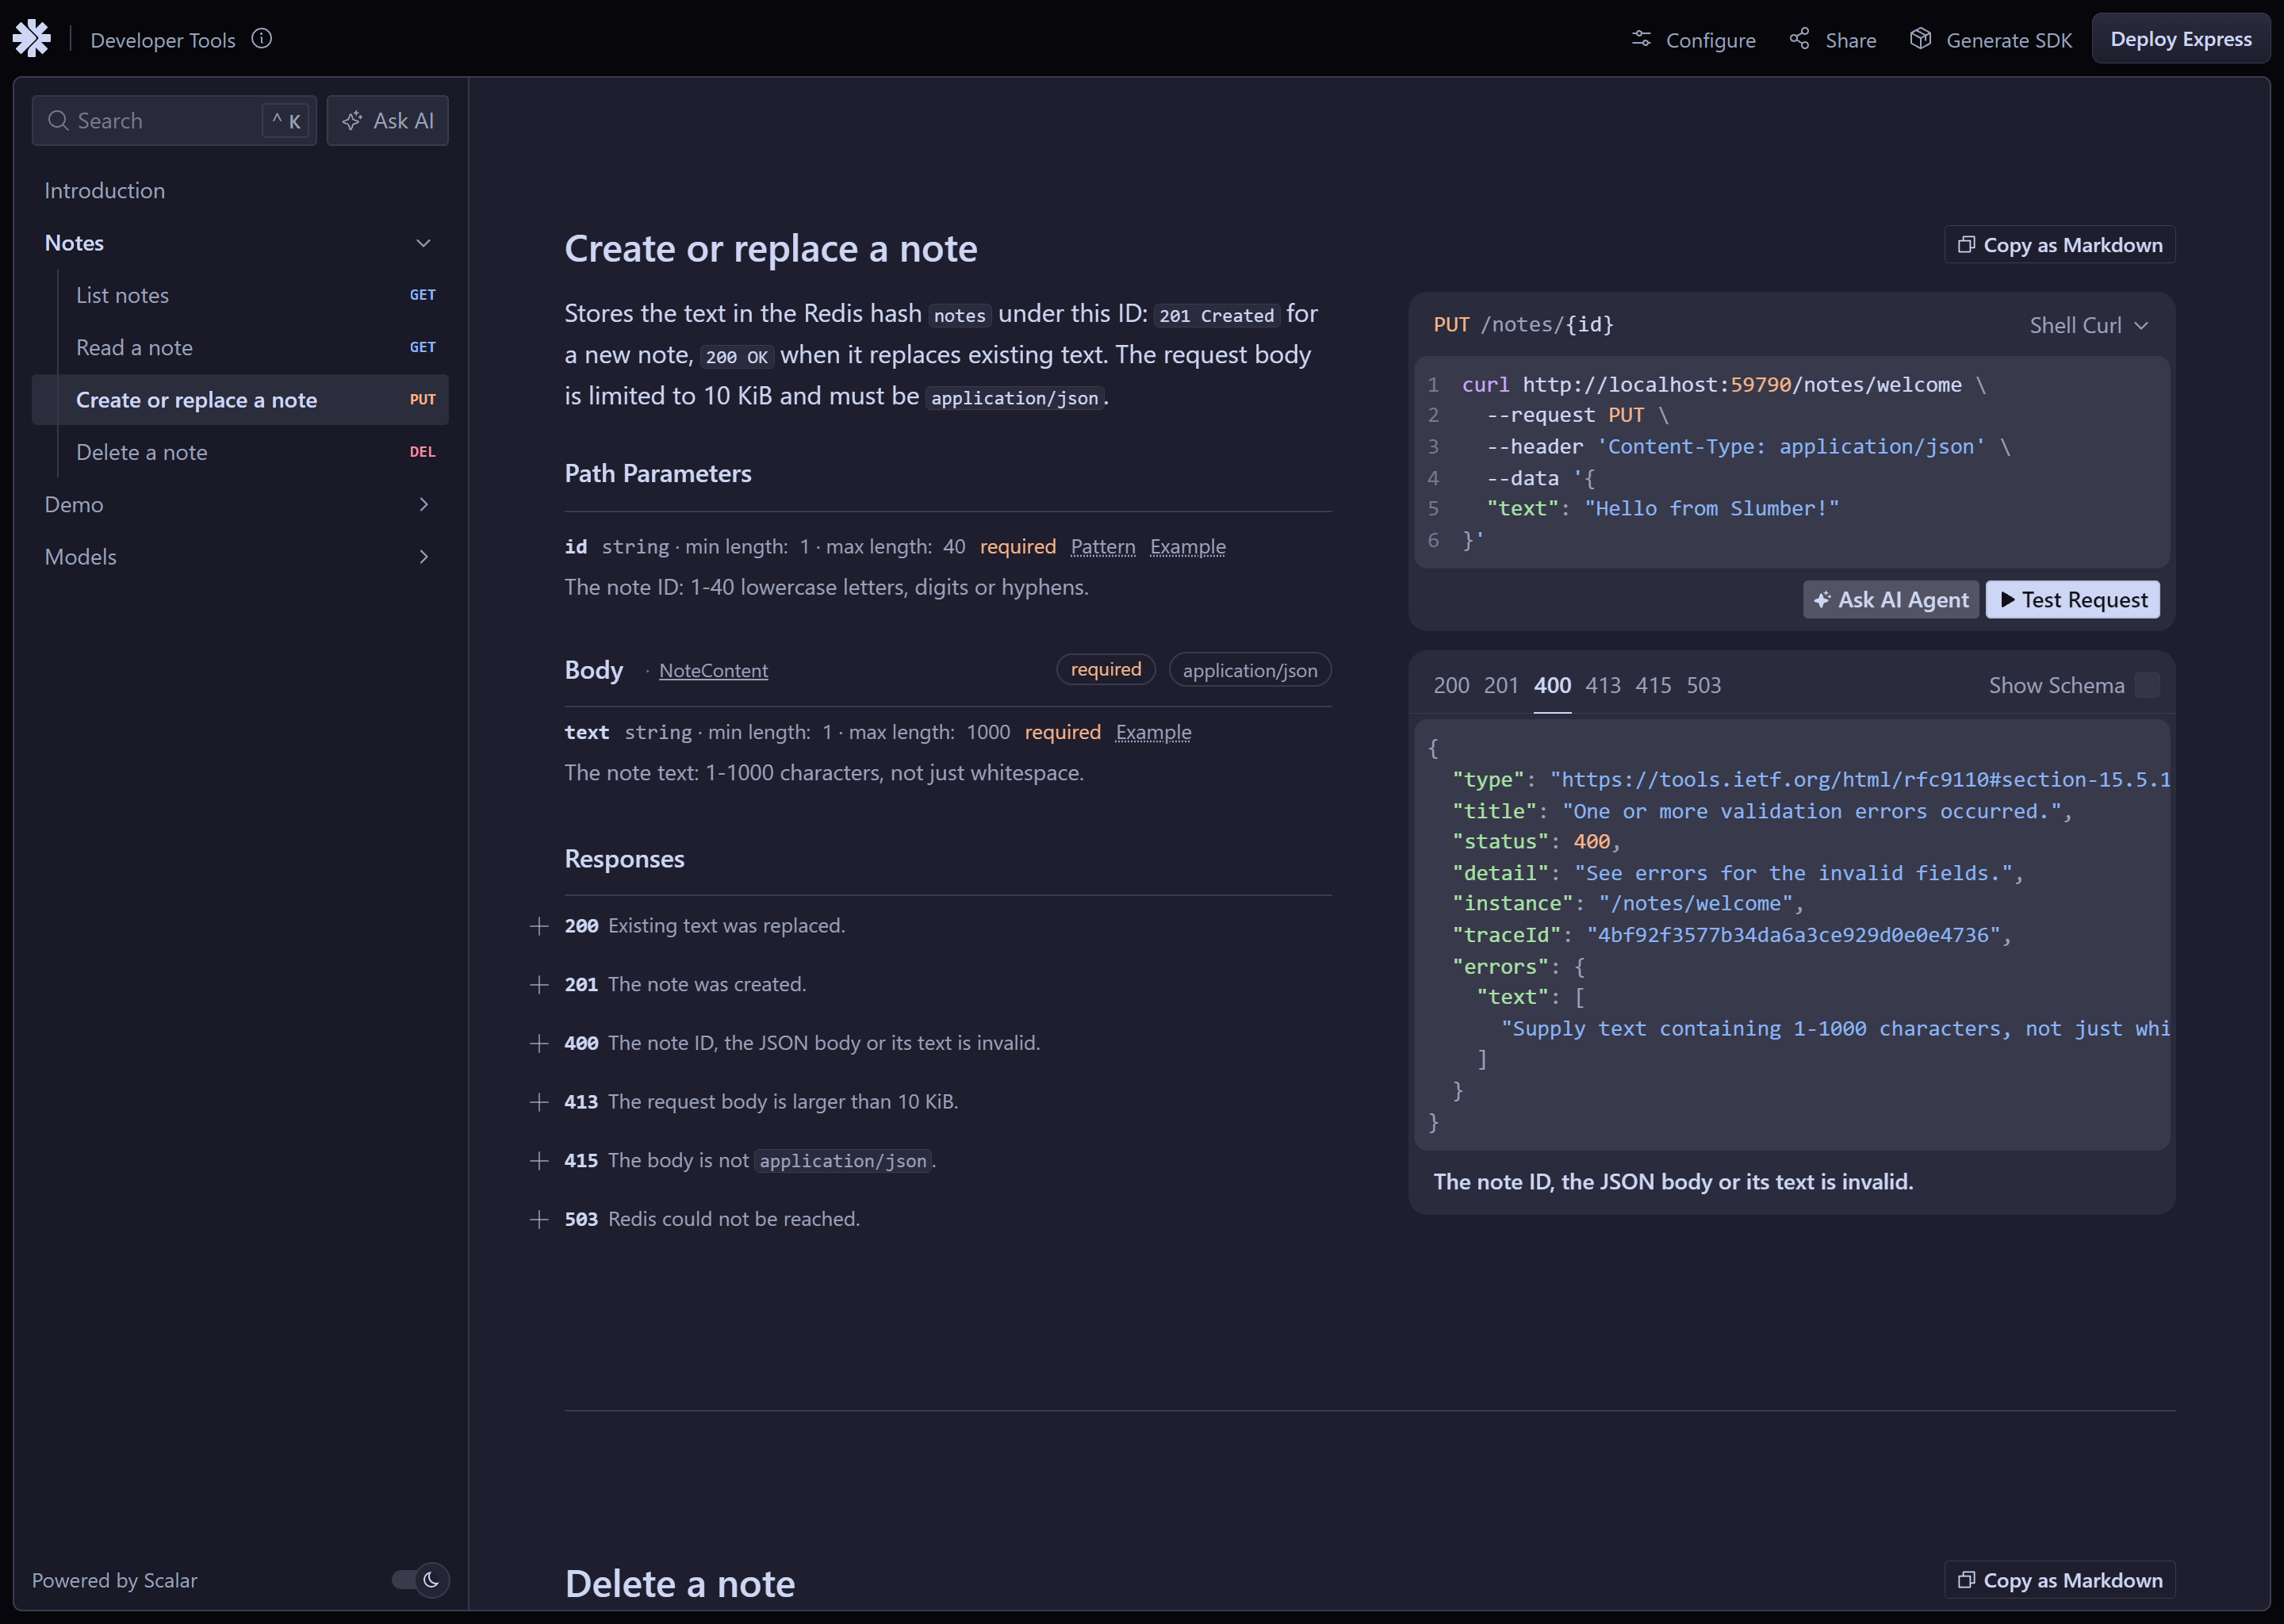 Developer Tools
Configure
Share
Generate SDK
Deploy Express
Search
^ K
Ask AI
Introduction
Notes
List notes GET
Read a note GET
Create or replace a note PUT
Delete a note DEL
Demo
Models
Powered by Scalar
Create or replace a note
Copy as Markdown
Stores the text in the Redis hash notes under this ID: 201 Created for
a new note, 200 OK when it replaces existing text. The request body
is limited to 10 KiB and must be application/json.
Path Parameters
id string · min length: 1 · max length: 40 required Pattern Example
The note ID: 1-40 lowercase letters, digits or hyphens.
Body · NoteContent required application/json
text string · min length: 1 · max length: 1000 required Example
The note text: 1-1000 characters, not just whitespace.
Responses
200 Existing text was replaced.
201 The note was created.
400 The note ID, the JSON body or its text is invalid.
413 The request body is larger than 10 KiB.
415 The body is not application/json.
503 Redis could not be reached.
PUT /notes/{id}
Shell Curl
1 curl http://localhost:59790/notes/welcome \
2 --request PUT \
3 --header 'Content-Type: application/json' \
4 --data '{
5 "text": "Hello from Slumber!"
6 }'
Ask AI Agent
Test Request
200 201 400 413 415 503
Show Schema
{
"type": "https://tools.ietf.org/html/rfc9110#section-15.5.1
"title": "One or more validation errors occurred.",
"status": 400,
"detail": "See errors for the invalid fields.",
"instance": "/notes/welcome",
"traceId": "4bf92f3577b34da6a3ce929d0e0e4736",
"errors": {
"text": [
"Supply text containing 1-1000 characters, not just whi
]
}
}
The note ID, the JSON body or its text is invalid.
Delete a note
Copy as Markdown